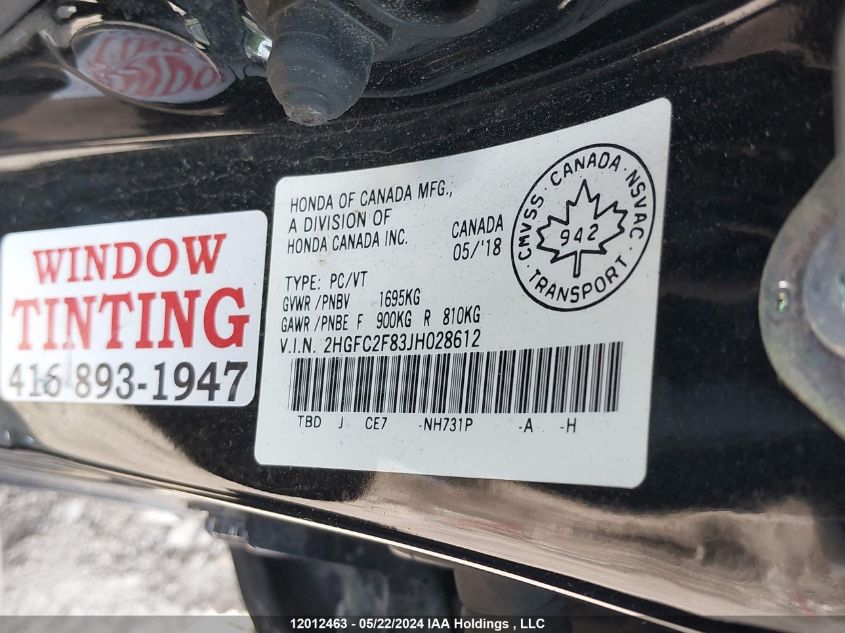 WINDOW
TINTING
416-893-1947
HONDA OF CANADA MFG.,
A DIVISION OF
HONDA CANADA INC.
CANADA
05/'18
CMVSS · CANADA · NSVAC · TRANSPORT ·
942
TYPE: PC/VT
GVWR/PNBV 1695KG
GAWR/PNBE F 900KG R 810KG
V.I.N. 2HGFC2F83JH028612
TBD J CE7 -NH731P -A -H
12012463 - 05/22/2024 IAA Holdings , LLC